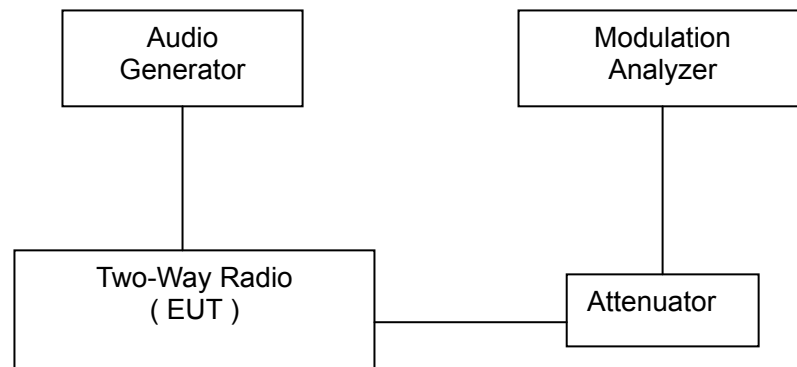 Audio
Generator
Modulation
Analyzer
Two-Way Radio
( EUT )
Attenuator